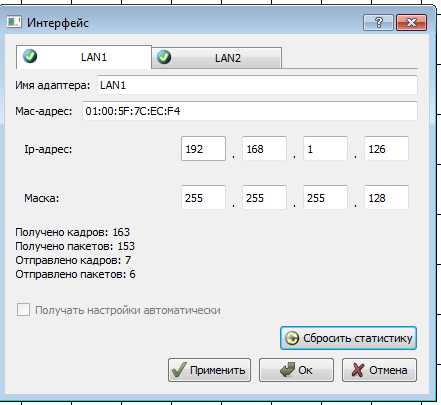 Интерфейс
LAN1 LAN2
Имя адаптера: LAN1
Mac-адрес: 01:00:5F:7C:EC:F4
Ip-адрес: 192 . 168 . 1 . 126
Маска: 255 . 255 . 255 . 128
Получено кадров: 163
Получено пакетов: 153
Отправлено кадров: 7
Отправлено пакетов: 6
Получать настройки автоматически
Сбросить статистику
Применить Ок Отмена